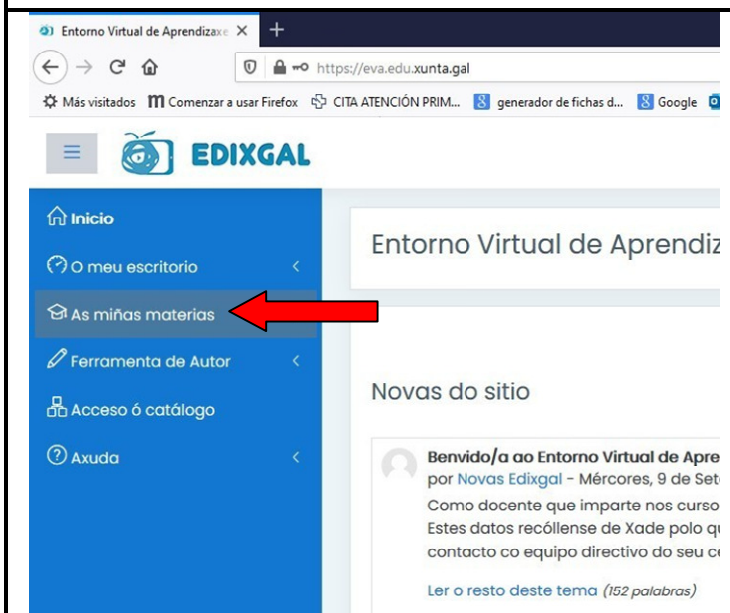 Entorno Virtual de Aprendizaxe
https://eva.edu.xunta.gal
Más visitados Comenzar a usar Firefox CITA ATENCIÓN PRIM... generador de fichas d... Google
EDIXGAL
Inicio
O meu escritorio
As miñas materias
Ferramenta de Autor
Acceso ó catálogo
Axuda
Entorno Virtual de Aprendiz
Novas do sitio
Benvido/a ao Entorno Virtual de Apre
por Novas Edixgal - Mércores, 9 de Set
Como docente que imparte nos curso
Estes datos recóllense de Xade polo qu
contacto co equipo directivo do seu ce
Ler o resto deste tema (152 palabras)